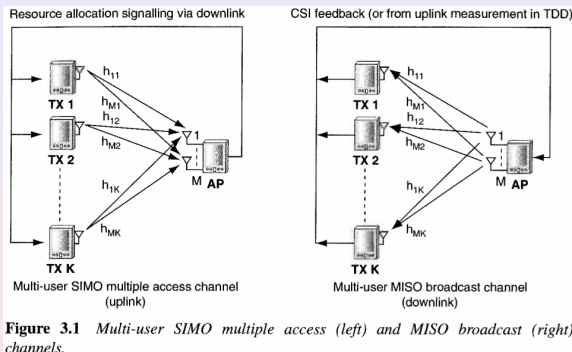 Resource allocation signalling via downlink
h11
TX 1
hM1
h12
1
TX 2
hM2
M AP
h1K
hMK
TX K
Multi-user SIMO multiple access channel
(uplink)
CSI feedback (or from uplink measurement in TDD)
h11
TX 1
hM1
h12
1
TX 2
hM2
M AP
h1K
hMK
TX K
Multi-user MISO broadcast channel
(downlink)
Figure 3.1 Multi-user SIMO multiple access (left) and MISO broadcast (right)
channels.